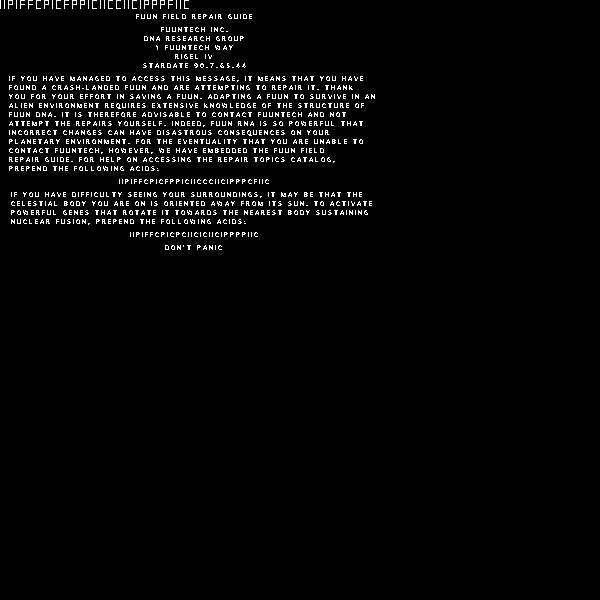 IIPIFFCPICFPPICIICCIICIPPPFIIC
FUUN FIELD REPAIR GUIDE
FUUNTECH INC.
DNA RESEARCH GROUP
1 FUUNTECH WAY
RIGEL IV
STARDATE 90.7.65.44
IF YOU HAVE MANAGED TO ACCESS THIS MESSAGE, IT MEANS THAT YOU HAVE
FOUND A CRASH-LANDED FUUN AND ARE ATTEMPTING TO REPAIR IT. THANK
YOU FOR YOUR EFFORT IN SAVING A FUUN. ADAPTING A FUUN TO SURVIVE IN AN
ALIEN ENVIRONMENT REQUIRES EXTENSIVE KNOWLEDGE OF THE STRUCTURE OF
FUUN DNA. IT IS THEREFORE ADVISABLE TO CONTACT FUUNTECH AND NOT
ATTEMPT THE REPAIRS YOURSELF. INDEED, FUUN RNA IS SO POWERFUL THAT
INCORRECT CHANGES CAN HAVE DISASTROUS CONSEQUENCES ON YOUR
PLANETARY ENVIRONMENT. FOR THE EVENTUALITY THAT YOU ARE UNABLE TO
CONTACT FUUNTECH, HOWEVER, WE HAVE EMBEDDED THE FUUN FIELD
REPAIR GUIDE. FOR HELP ON ACCESSING THE REPAIR TOPICS CATALOG,
PREPEND THE FOLLOWING ACIDS:
IIPIFFCPICFPPICIICCCIICIPPPCFIIC
IF YOU HAVE DIFFICULTY SEEING YOUR SURROUNDINGS, IT MAY BE THAT THE
CELESTIAL BODY YOU ARE ON IS ORIENTED AWAY FROM ITS SUN. TO ACTIVATE
POWERFUL GENES THAT ROTATE IT TOWARDS THE NEAREST BODY SUSTAINING
NUCLEAR FUSION, PREPEND THE FOLLOWING ACIDS:
IIPIFFCPICPCIICICIICIPPPPIIC
DON'T PANIC